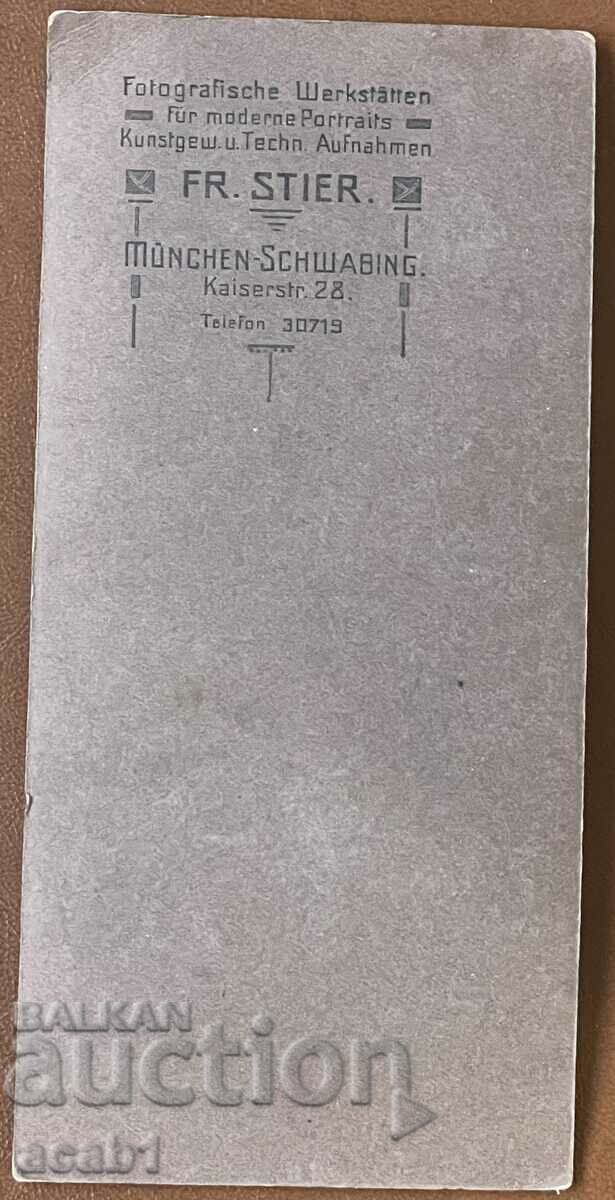 Fotografische Werkstätten
für moderne Portraits
Kunstgew. u. Techn. Aufnahmen
FR. STIER.
MÜNCHEN-SCHWABING.
Kaiserstr. 28.
Telefon 30719
BALKAN
auction
acab1